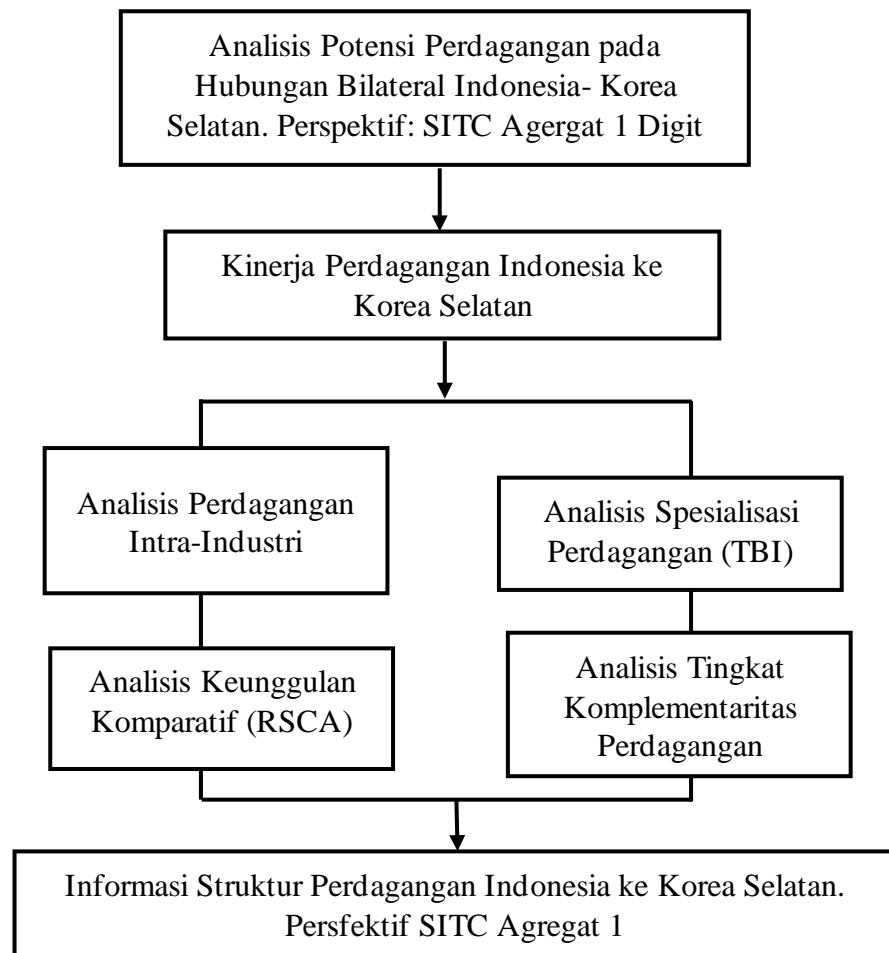 Analisis Potensi Perdagangan pada
Hubungan Bilateral Indonesia- Korea
Selatan. Perspektif: SITC Agergat 1 Digit
Kinerja Perdagangan Indonesia ke
Korea Selatan
Analisis Perdagangan
Intra-Industri
Analisis Spesialisasi
Perdagangan (TBI)
Analisis Keunggulan
Komparatif (RSCA)
Analisis Tingkat
Komplementaritas
Perdagangan
Informasi Struktur Perdagangan Indonesia ke Korea Selatan.
Persfektif SITC Agregat 1